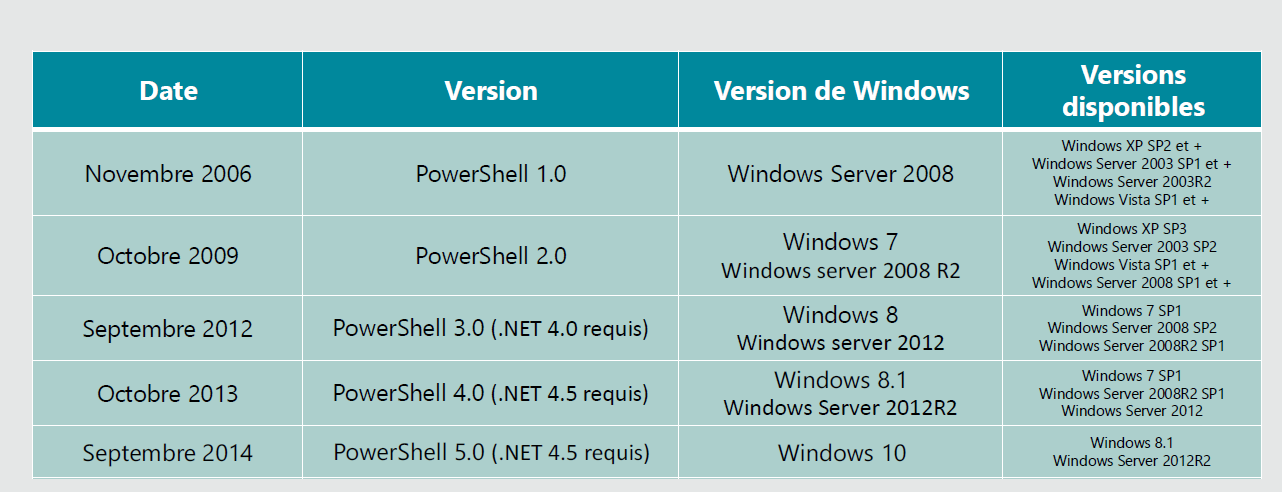 Date
Version
Version de Windows
Versions
disponibles
Novembre 2006
PowerShell 1.0
Windows Server 2008
Windows XP SP2 et +
Windows Server 2003 SP1 et +
Windows Server 2003R2
Windows Vista SP1 et +
Octobre 2009
PowerShell 2.0
Windows 7
Windows server 2008 R2
Windows XP SP3
Windows Server 2003 SP2
Windows Vista SP1 et +
Windows Server 2008 SP1 et +
Septembre 2012
PowerShell 3.0 (.NET 4.0 requis)
Windows 8
Windows server 2012
Windows 7 SP1
Windows Server 2008 SP2
Windows Server 2008R2 SP1
Octobre 2013
PowerShell 4.0 (.NET 4.5 requis)
Windows 8.1
Windows Server 2012R2
Windows 7 SP1
Windows Server 2008R2 SP1
Windows Server 2012
Septembre 2014
PowerShell 5.0 (.NET 4.5 requis)
Windows 10
Windows 8.1
Windows Server 2012R2